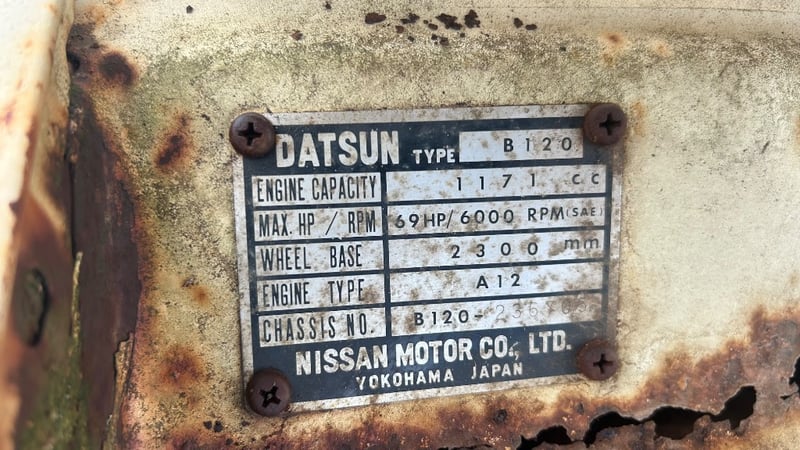 DATSUN TYPE B120
ENGINE CAPACITY 1171 cc
MAX. HP / RPM 69HP/6000 RPM(SAE)
WHEEL BASE 2300 mm
ENGINE TYPE A12
CHASSIS NO. B120-
NISSAN MOTOR CO., LTD.
YOKOHAMA JAPAN